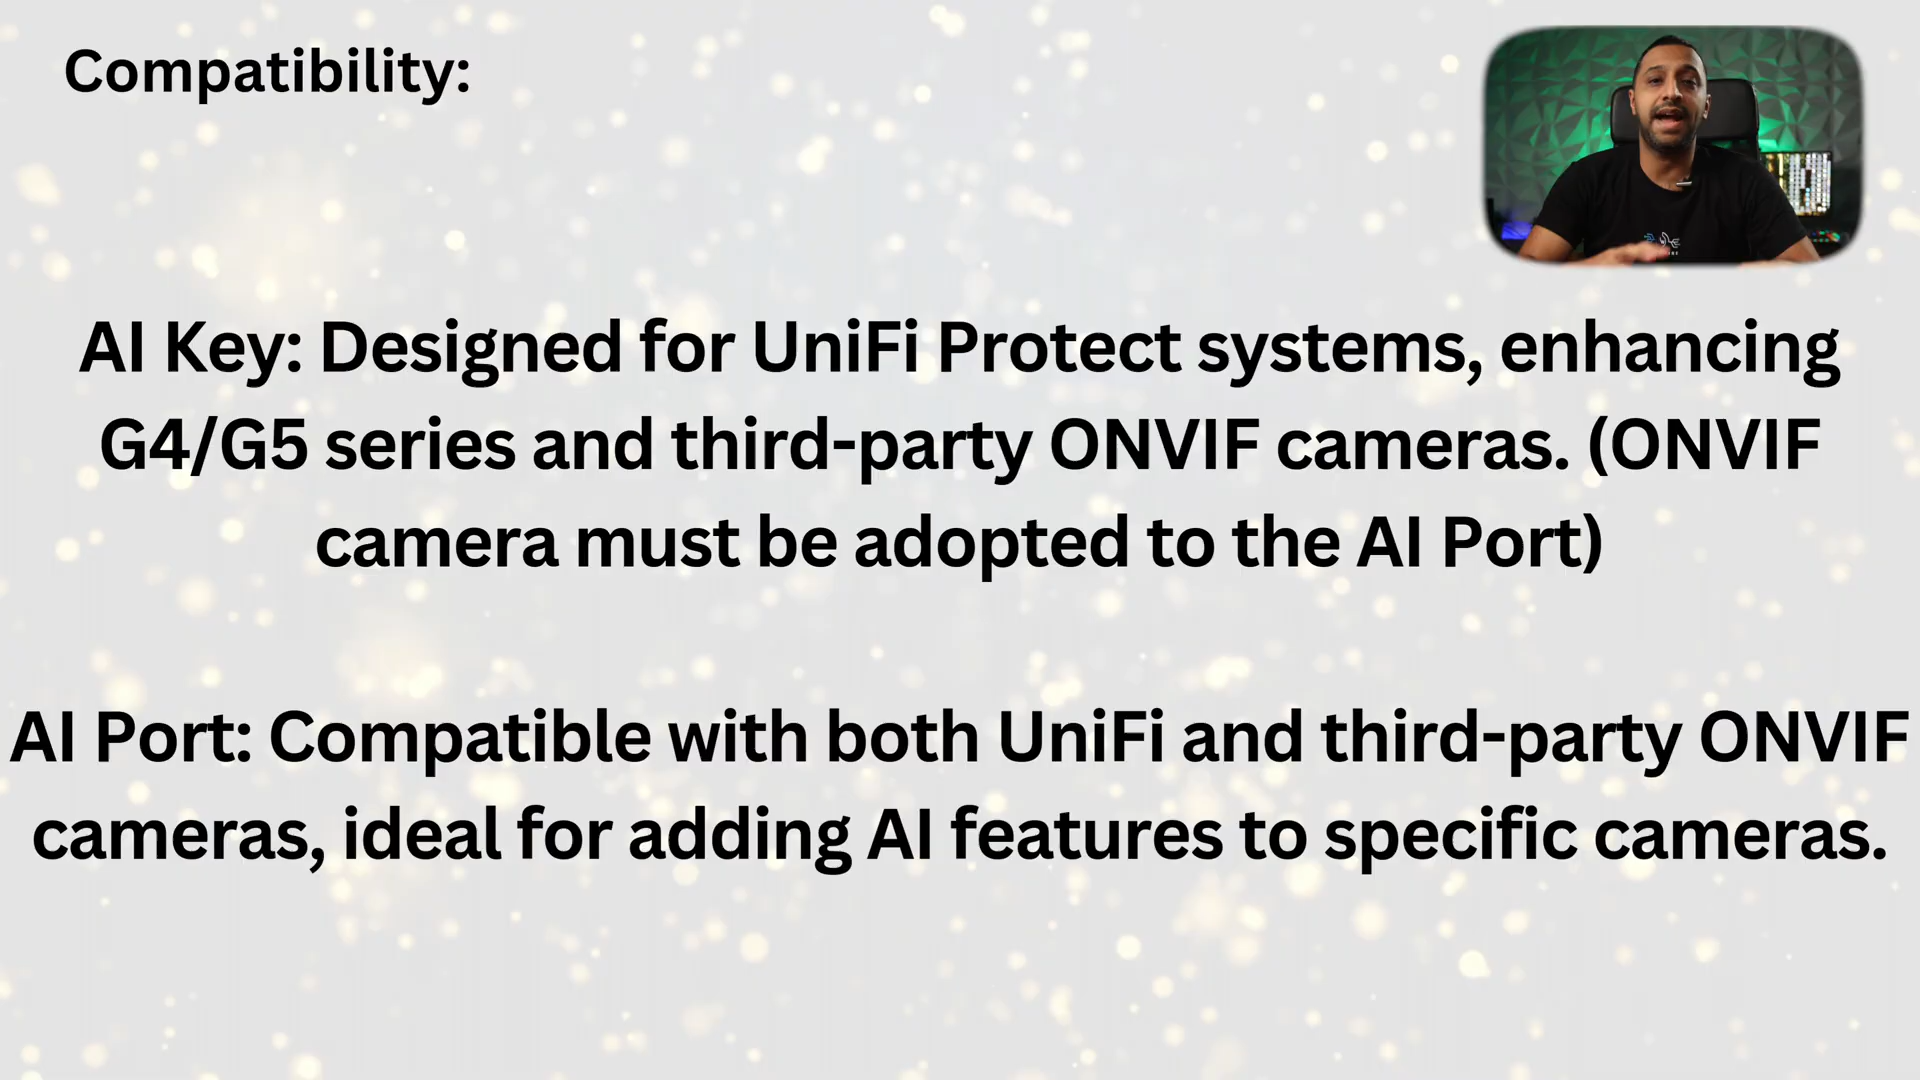 Compatibility:
AI Key: Designed for UniFi Protect systems, enhancing
G4/G5 series and third-party ONVIF cameras. (ONVIF
camera must be adopted to the AI Port)
AI Port: Compatible with both UniFi and third-party ONVIF
cameras, ideal for adding AI features to specific cameras.